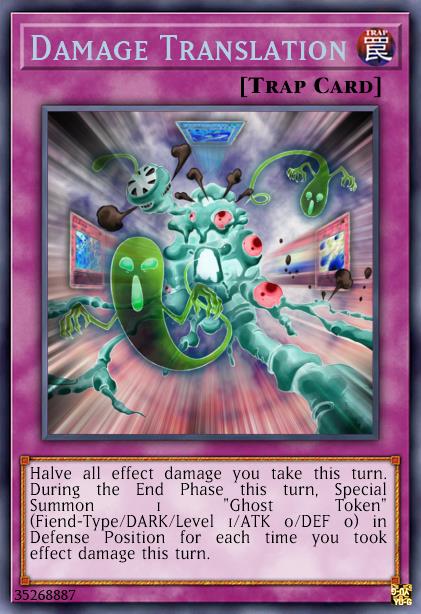 DAMAGE TRANSLATION
TRAP
罠
[TRAP CARD]
Halve all effect damage you take this turn.
During the End Phase this turn, Special
Summon 1 "Ghost Token"
(Fiend-Type/DARK/Level 1/ATK 0/DEF 0) in
Defense Position for each time you took
effect damage this turn.
35268887